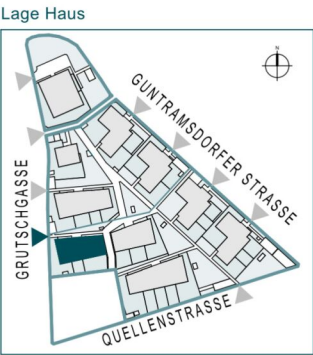 Lage Haus
N
GUNTRAMSDORFER STRASSE
GRUTSCHGASSE
QUELLENSTRASSE